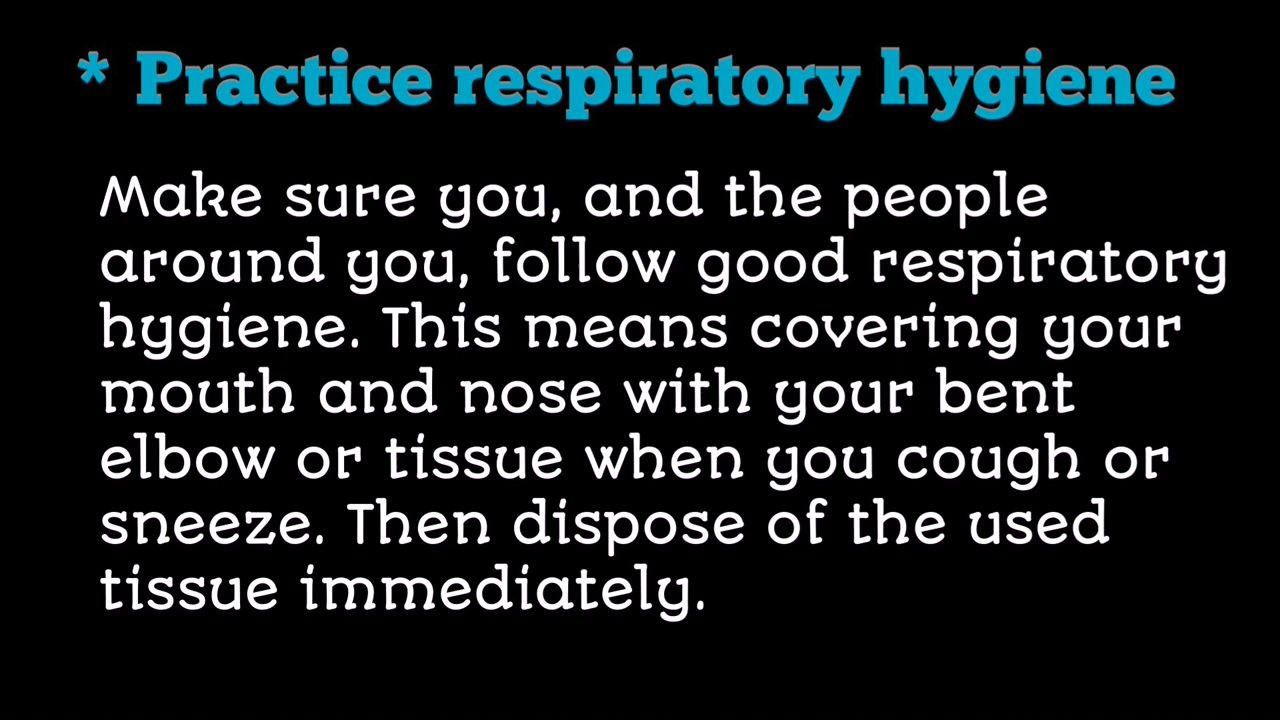 * Practice respiratory hygiene
Make sure you, and the people
around you, follow good respiratory
hygiene. This means covering your
mouth and nose with your bent
elbow or tissue when you cough or
sneeze. Then dispose of the used
tissue immediately.